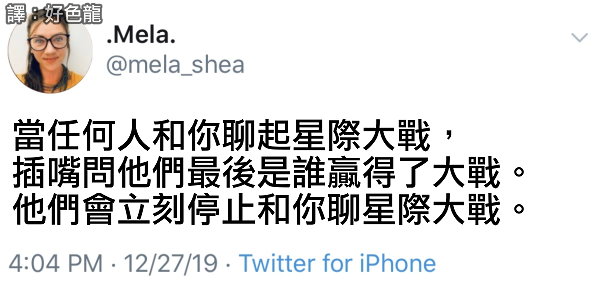 譯：好色龍
.Mela.
@mela_shea
當任何人和你聊起星際大戰，
插嘴問他們最後是誰贏得了大戰。
他們會立刻停止和你聊星際大戰。
4:04 PM · 12/27/19 · Twitter for iPhone